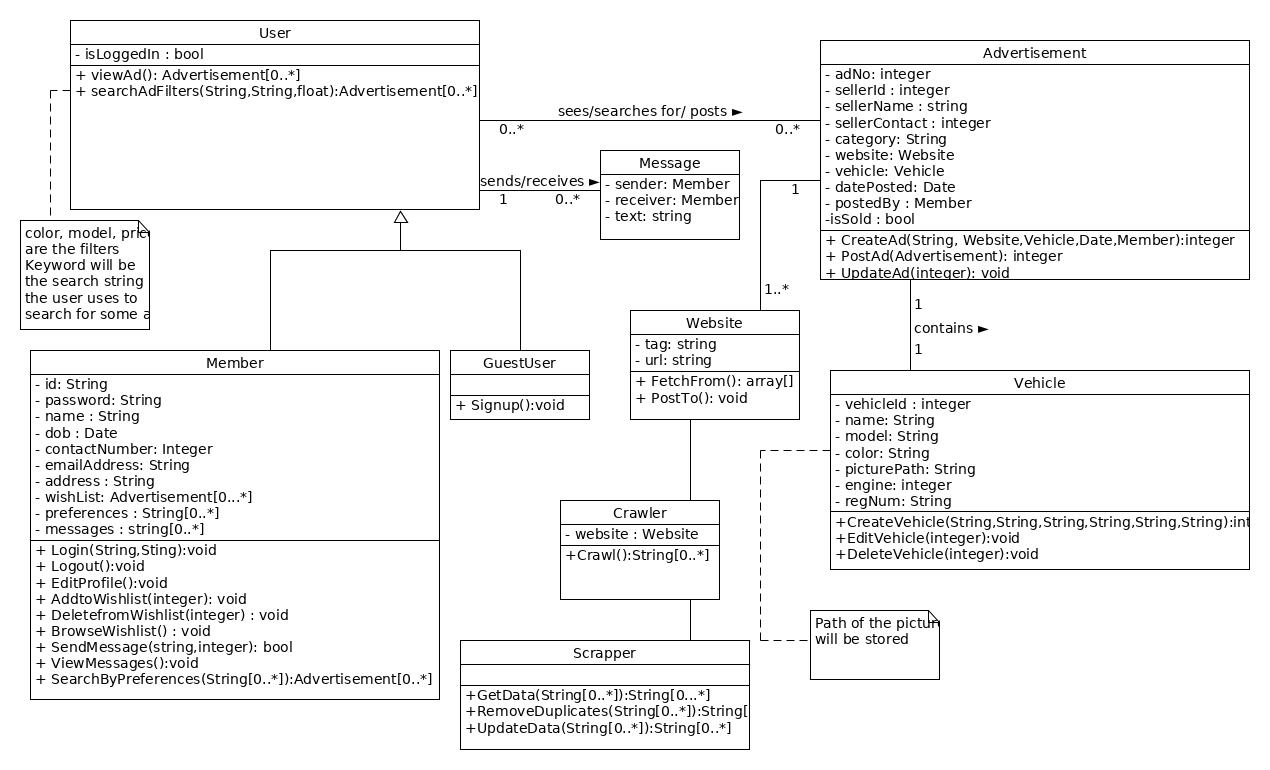 User
- isLoggedIn : bool
+ viewAd(): Advertisement[0..*]
+ searchAdFilters(String,String,float):Advertisement[0..*]
color, model, price
are the filters
Keyword will be
the search string
the user uses to
search for some a
sees/searches for/ posts ►
0..*
0..*
sends/receives ►
1
0..*
Message
- sender: Member
- receiver: Member
- text: string
Advertisement
- adNo: integer
- sellerId : integer
- sellerName : string
- sellerContact : integer
- category: String
- website: Website
- vehicle: Vehicle
- datePosted: Date
- postedBy : Member
-isSold : bool
+ CreateAd(String, Website,Vehicle,Date,Member):integer
+ PostAd(Advertisement): integer
+ UpdateAd(integer): void
1
1..*
1
contains ►
1
Member
- id: String
- password: String
- name : String
- dob : Date
- contactNumber: Integer
- emailAddress: String
- address : String
- wishList: Advertisement[0...*]
- preferences : String[0..*]
- messages : string[0..*]
+ Login(String,Sting):void
+ Logout():void
+ EditProfile():void
+ AddtoWishlist(integer): void
+ DeletefromWishlist(integer) : void
+ BrowseWishlist() : void
+ SendMessage(string,integer): bool
+ ViewMessages():void
+ SearchByPreferences(String[0..*]):Advertisement[0..*]
GuestUser
+ Signup():void
Website
- tag: string
- url: string
+ FetchFrom(): array[]
+ PostTo(): void
Vehicle
- vehicleId : integer
- name: String
- model: String
- color: String
- picturePath: String
- engine: integer
- regNum: String
+CreateVehicle(String,String,String,String,String,String):int
+EditVehicle(integer):void
+DeleteVehicle(integer):void
Crawler
- website : Website
+Crawl():String[0..*]
Path of the picture
will be stored
Scrapper
+GetData(String[0..*]):String[0...*]
+RemoveDuplicates(String[0..*]):String[
+UpdateData(String[0..*]):String[0..*]